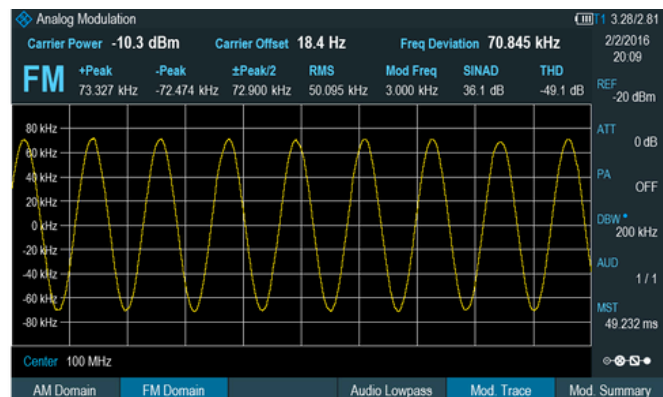 Analog Modulation T1 3.28/2.81
Carrier Power -10.3 dBm Carrier Offset 18.4 Hz Freq Deviation 70.845 kHz 2/2/2016
20:09
FM +Peak -Peak ±Peak/2 RMS Mod Freq SINAD THD
73.327 kHz -72.474 kHz 72.900 kHz 50.095 kHz 3.000 kHz 36.1 dB -49.1 dB
REF
-20 dBm
ATT
0 dB
PA
OFF
DBW
200 kHz
AUD
1 / 1
MST
49.232 ms
80 kHz
60 kHz
40 kHz
20 kHz
0 kHz
-20 kHz
-40 kHz
-60 kHz
-80 kHz
Center 100 MHz
AM Domain FM Domain Audio Lowpass Mod. Trace Mod. Summary